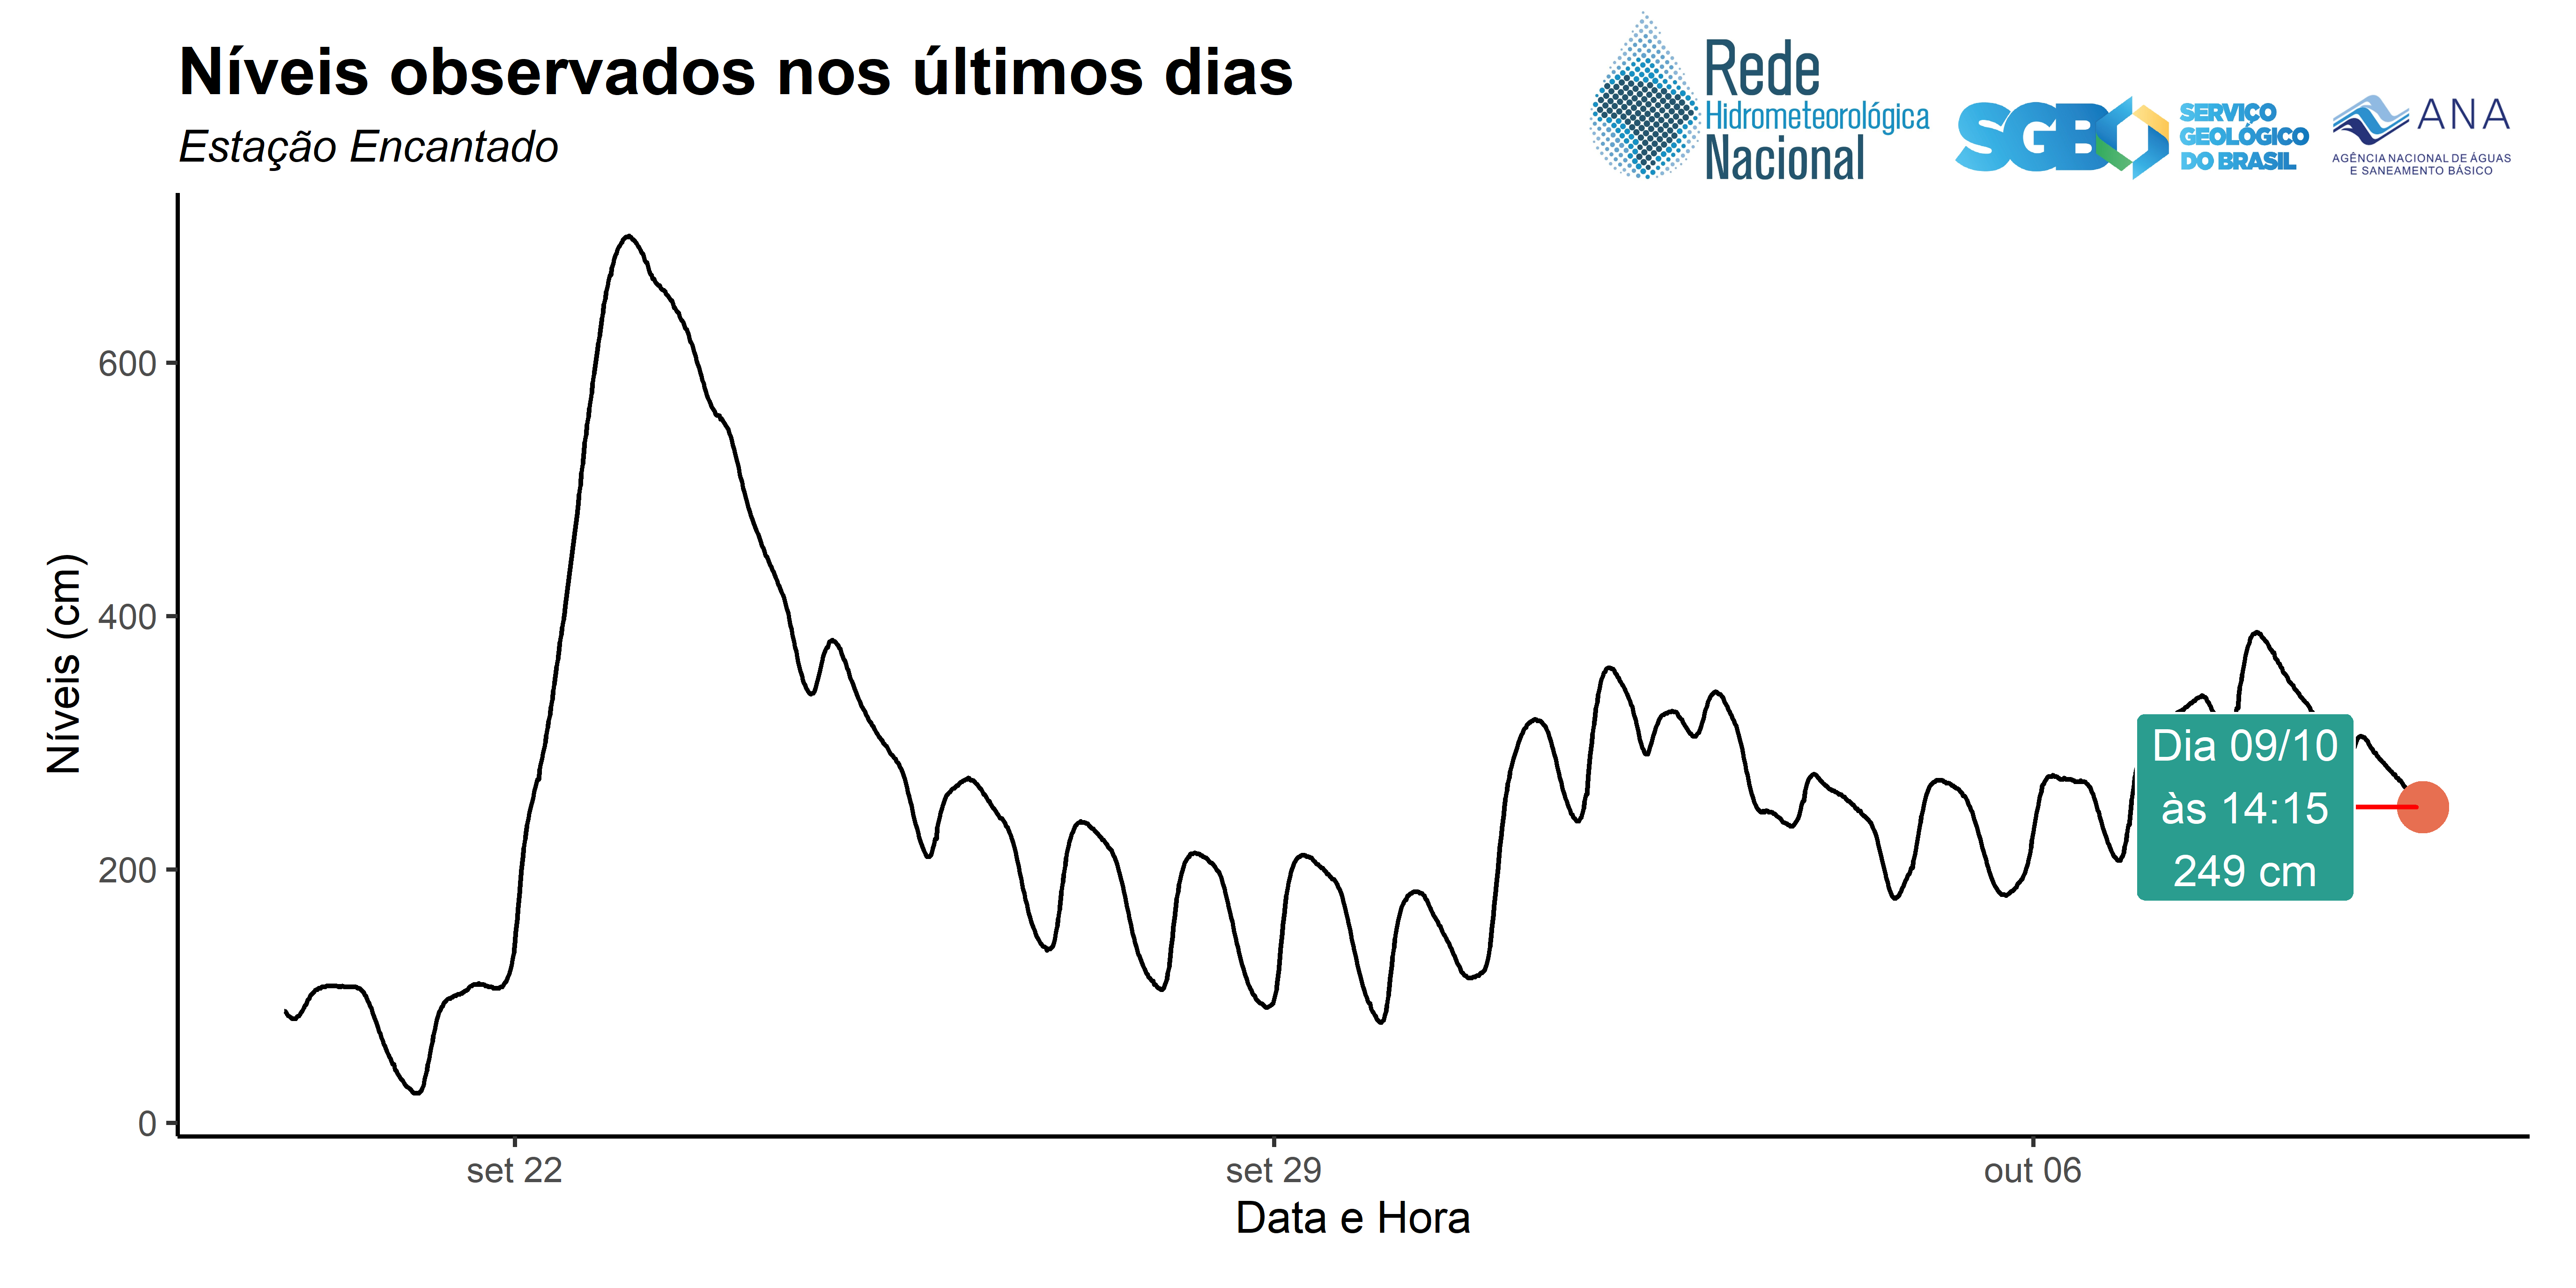 Níveis observados nos últimos dias
Estação Encantado
Rede
Hidrometeorológica
Nacional
SGB
SERVIÇO
GEOLÓGICO
DO BRASIL
ANA
AGÊNCIA NACIONAL DE ÁGUAS
E SANEAMENTO BÁSICO
Níveis (cm)
600
400
200
0
Dia 09/10
às 14:15
249 cm
set 22
set 29
out 06
Data e Hora